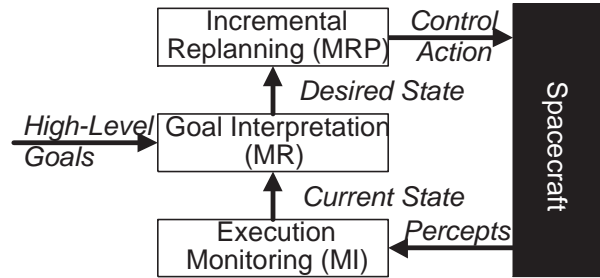 Incremental
Replanning (MRP)
Control
Action
Desired State
High-Level
Goals
Goal Interpretation
(MR)
Current State
Execution
Monitoring (MI)
Percepts
Spacecraft